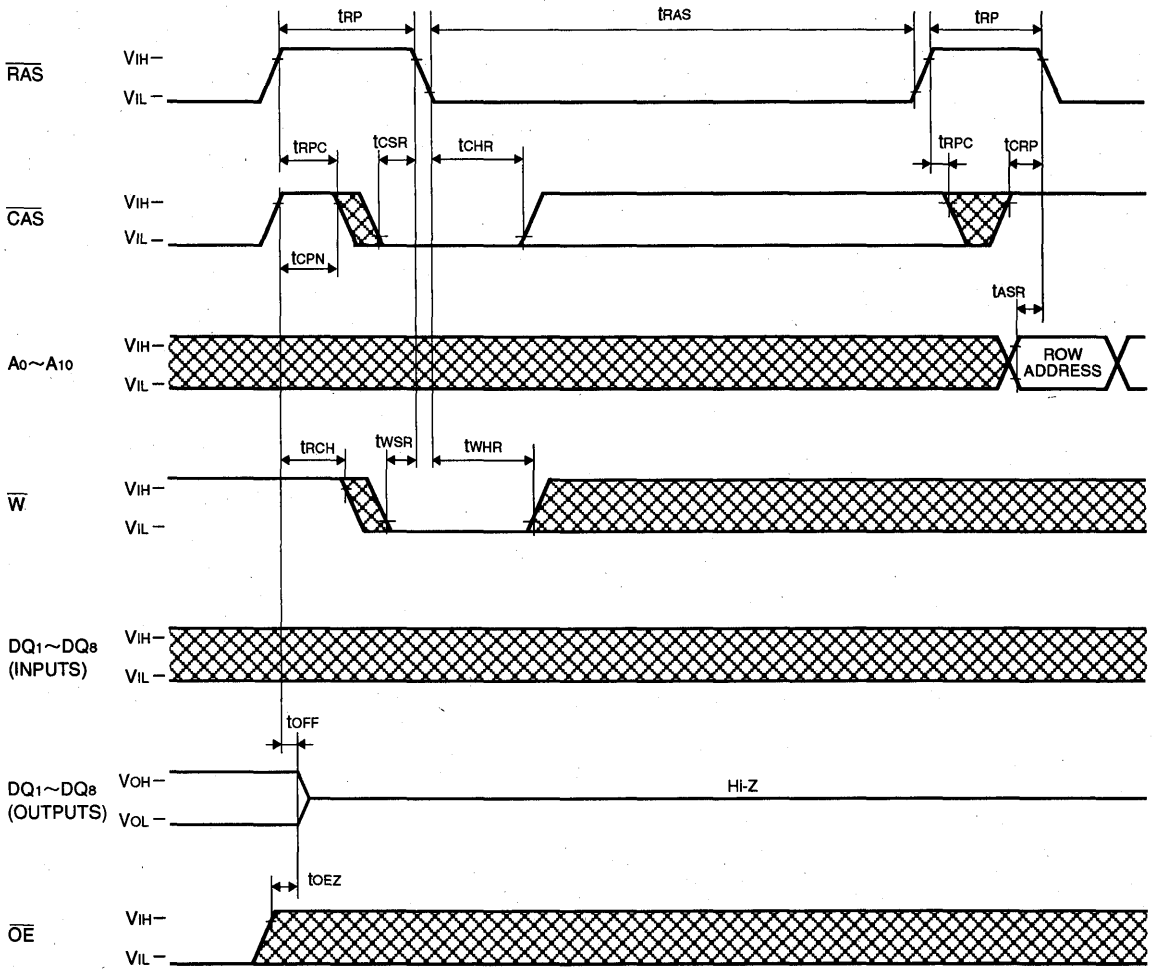 tRP tRAS tRP
RAS VIH
VIL
tRPC tCSR tCHR tRPC tCRP
CAS VIH
VIL
tCPN
tASR
A0~A10 VIH
VIL
ROW
ADDRESS
tRCH tWSR tWHR
W VIH
VIL
DQ1~DQ8
(INPUTS)
VIH
VIL
tOFF
DQ1~DQ8
(OUTPUTS)
VOH
VOL
Hi-Z
tOEZ
OE VIH
VIL